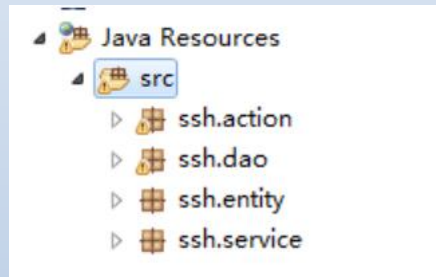 Java Resources
src
ssh.action
ssh.dao
ssh.entity
ssh.service